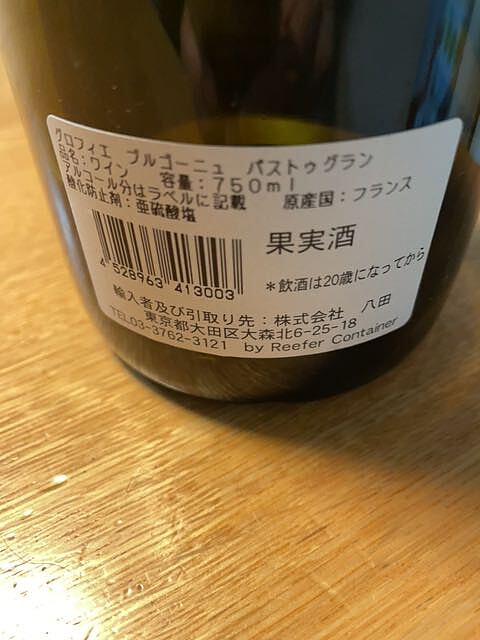 グロフィエ ブルゴーニュ パストゥグラン
品名：ワイン 容量：750ml
アルコール分はラベルに記載 原産国：フランス
酸化防止剤：亜硫酸塩
果実酒
4 528963 413003
＊飲酒は20歳になってから
輸入者及び引取り先：株式会社 八田
東京都大田区大森北6-25-18
TEL03-3762-3121 by Reefer Container